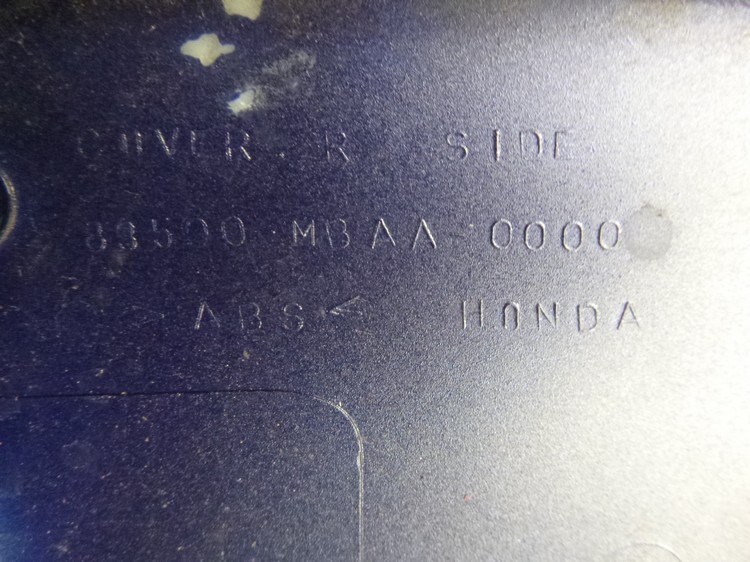 COVER. R SIDE
83500-MBAA-0000
>ABS< HONDA